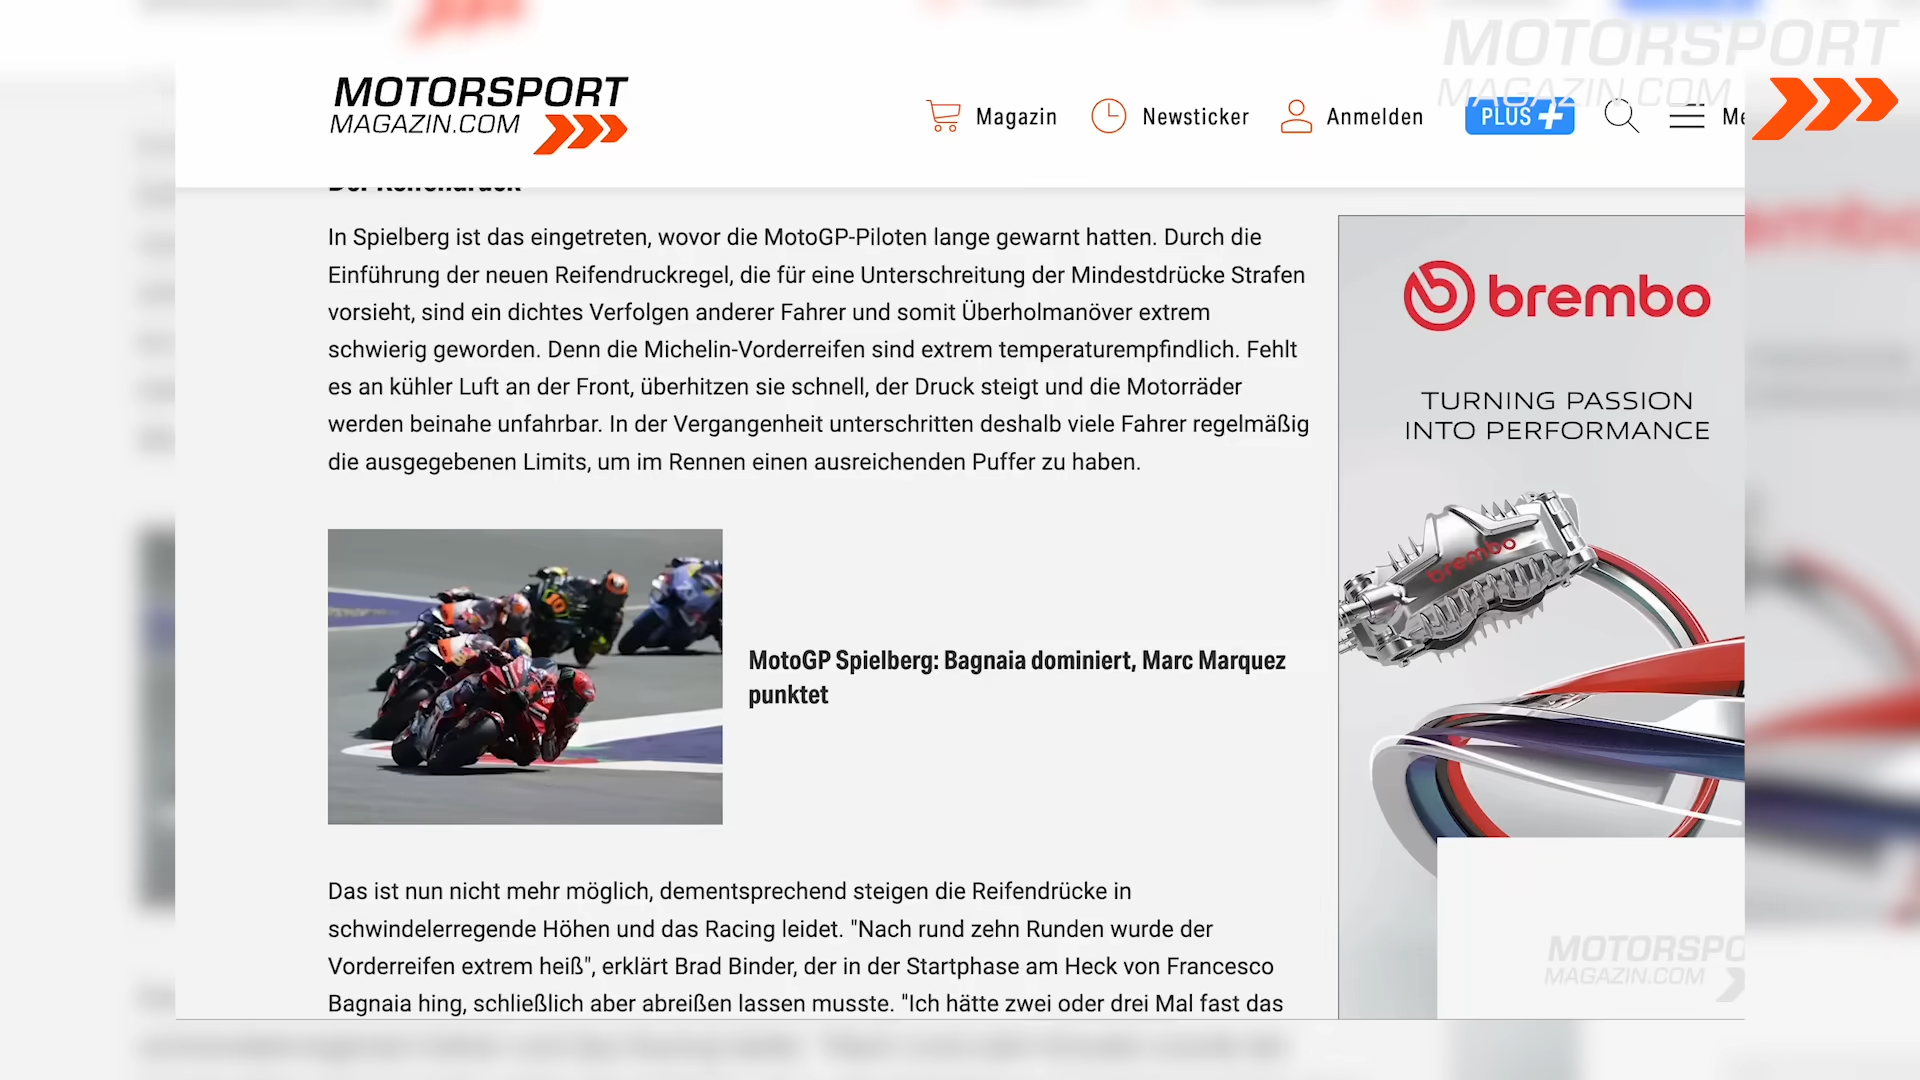 MOTORSPORT
MAGAZIN.COM
MOTORSPORT
MAGAZIN.COM
Magazin
Newsticker
Anmelden
PLUS
Der Reifendruck
In Spielberg ist das eingetreten, wovor die MotoGP-Piloten lange gewarnt hatten. Durch die
Einführung der neuen Reifendruckregel, die für eine Unterschreitung der Mindestdrücke Strafen
vorsieht, sind ein dichtes Verfolgen anderer Fahrer und somit Überholmanöver extrem
schwierig geworden. Denn die Michelin-Vorderreifen sind extrem temperaturempfindlich. Fehlt
es an kühler Luft an der Front, überhitzen sie schnell, der Druck steigt und die Motorräder
werden beinahe unfahrbar. In der Vergangenheit unterschritten deshalb viele Fahrer regelmäßig
die ausgegebenen Limits, um im Rennen einen ausreichenden Puffer zu haben.
MotoGP Spielberg: Bagnaia dominiert, Marc Marquez
punktet
Das ist nun nicht mehr möglich, dementsprechend steigen die Reifendrücke in
schwindelerregende Höhen und das Racing leidet. "Nach rund zehn Runden wurde der
Vorderreifen extrem heiß", erklärt Brad Binder, der in der Startphase am Heck von Francesco
Bagnaia hing, schließlich aber abreißen lassen musste. "Ich hätte zwei oder drei Mal fast das
brembo
TURNING PASSION
INTO PERFORMANCE
brembo
MOTORSPO
MAGAZIN.COM